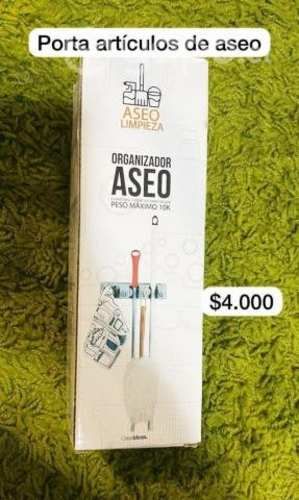 Porta artículos de aseo
ASEO
LIMPIEZA
ORGANIZADOR
ASEO
PESO MÁXIMO 10K
$4.000